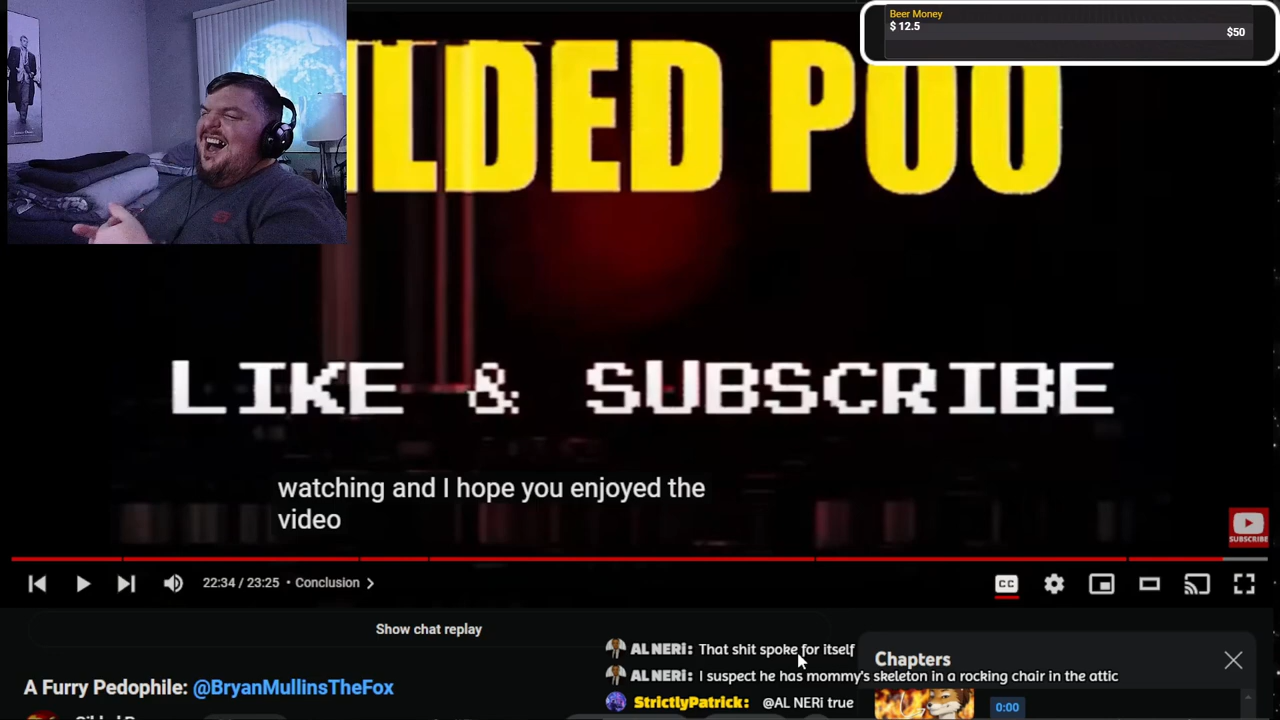 Beer Money
$ 12.5
$50
ILDED POO
LIKE & SUBSCRIBE
watching and I hope you enjoyed the
video
SUBSCRIBE
22:34 / 23:25 • Conclusion
CC
Show chat replay
AL NERi: That shit spoke for itself
Chapters
AL NERi: I suspect he has mommy's skeleton in a rocking chair in the attic
A Furry Pedophile: @BryanMullinsTheFox
StrictlyPatrick: @AL NERi true
0:00